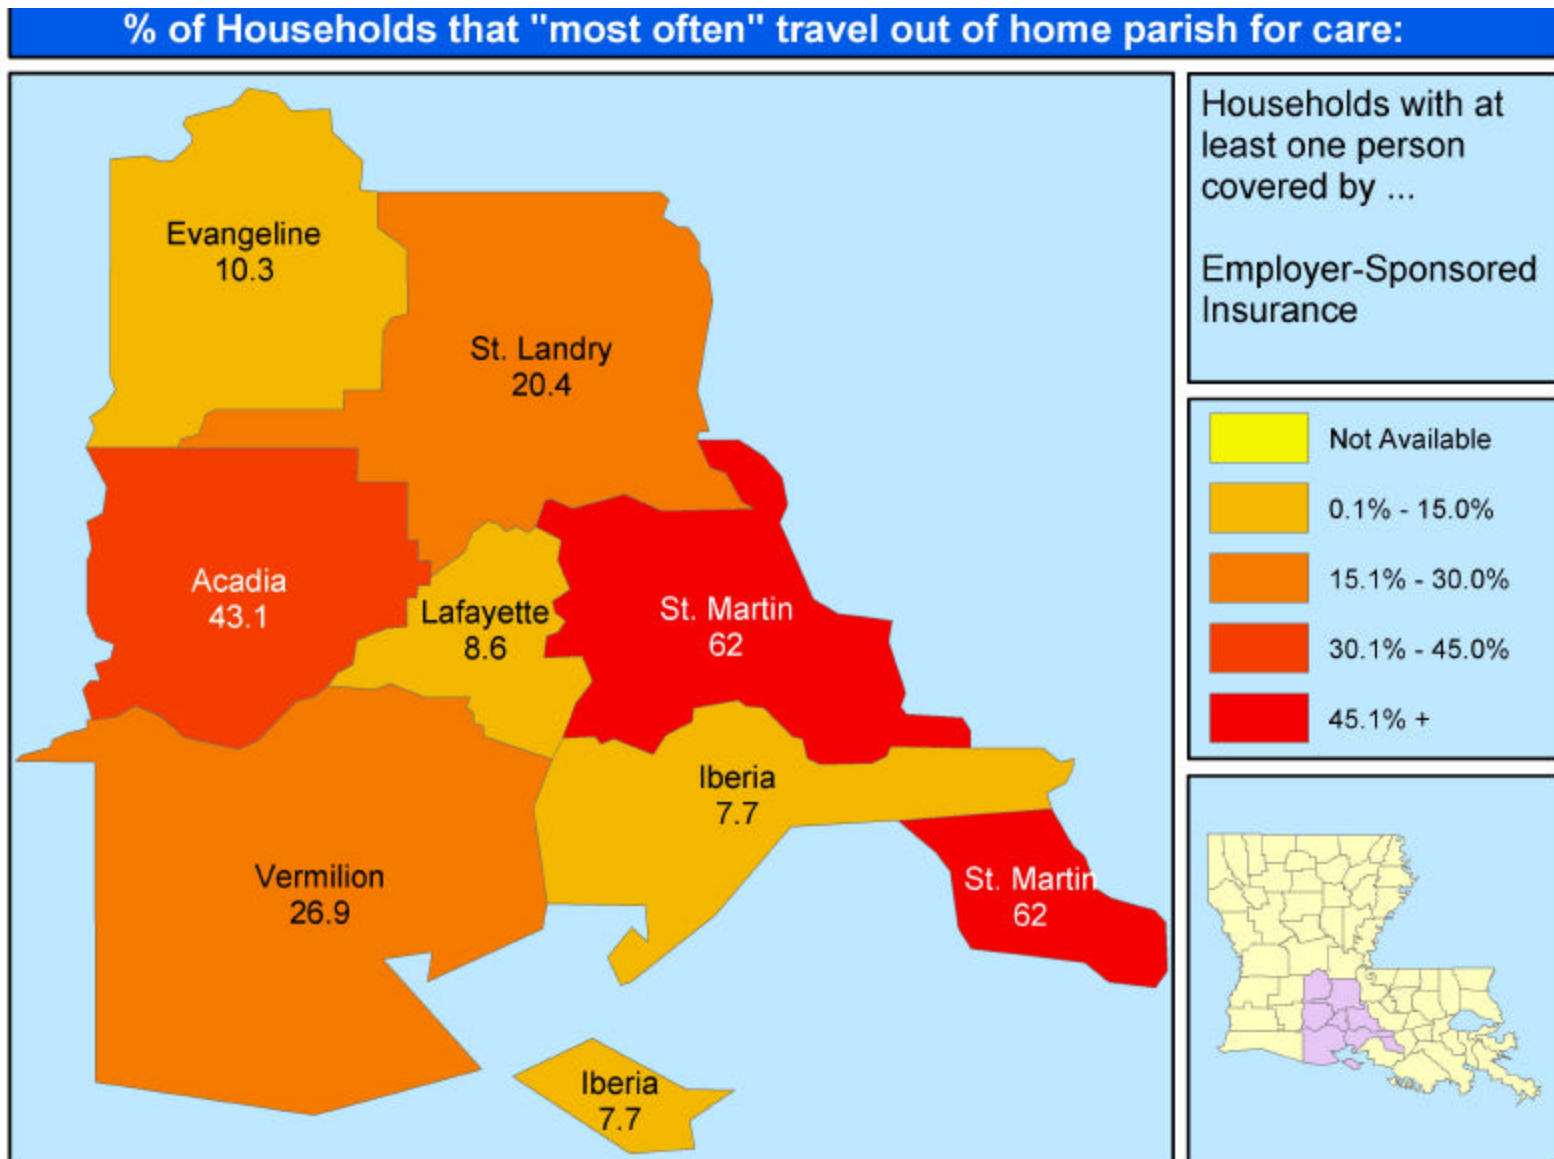 % of Households that "most often" travel out of home parish for care:
Households with at
least one person
covered by ...
Employer-Sponsored
Insurance
Evangeline
10.3
St. Landry
20.4
Acadia
43.1
Lafayette
8.6
St. Martin
62
Iberia
7.7
Vermilion
26.9
St. Martin
62
Iberia
7.7
Not Available
0.1% - 15.0%
15.1% - 30.0%
30.1% - 45.0%
45.1% +